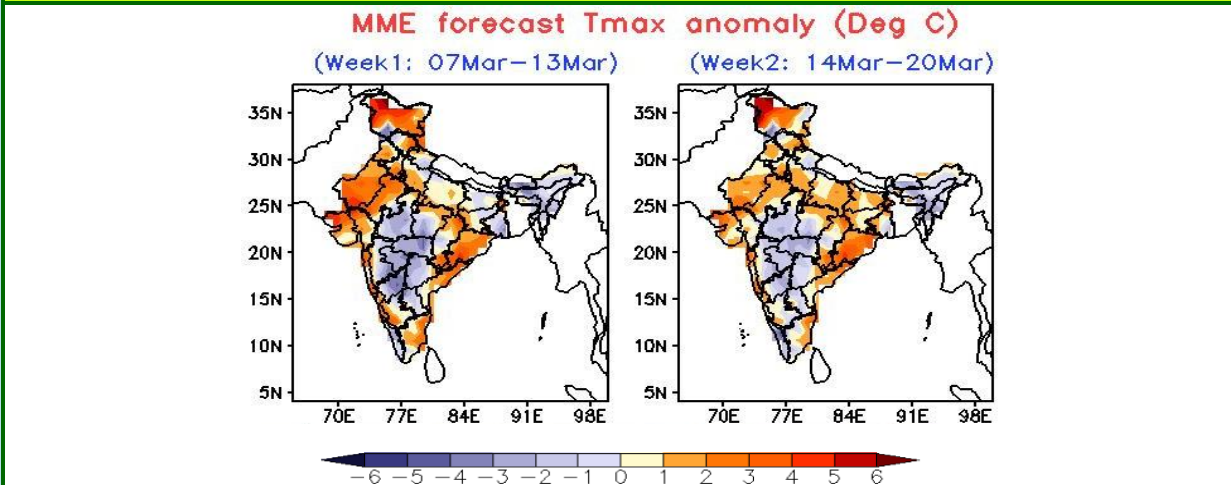 MME forecast Tmax anomaly (Deg C)
(Week1: 07Mar−13Mar)
(Week2: 14Mar−20Mar)
35N
30N
25N
20N
15N
10N
5N
70E 77E 84E 91E 98E
35N
30N
25N
20N
15N
10N
5N
70E 77E 84E 91E 98E
−6 −5 −4 −3 −2 −1 0 1 2 3 4 5 6